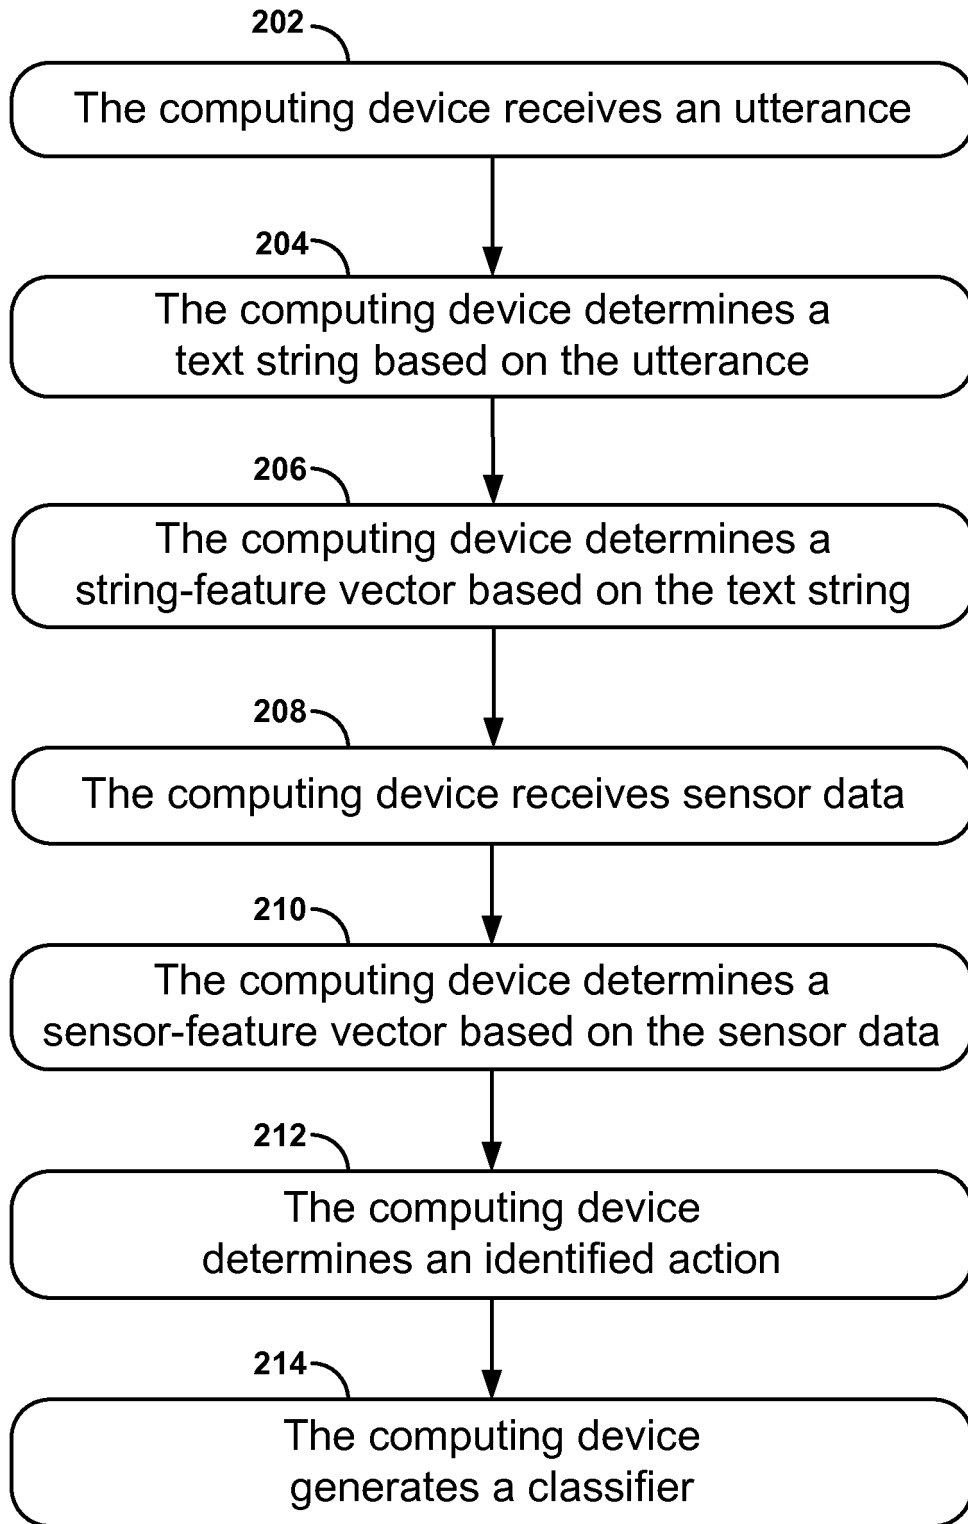 202
The computing device receives an utterance
204
The computing device determines a
text string based on the utterance
206
The computing device determines a
string-feature vector based on the text string
208
The computing device receives sensor data
210
The computing device determines a
sensor-feature vector based on the sensor data
212
The computing device
determines an identified action
214
The computing device
generates a classifier